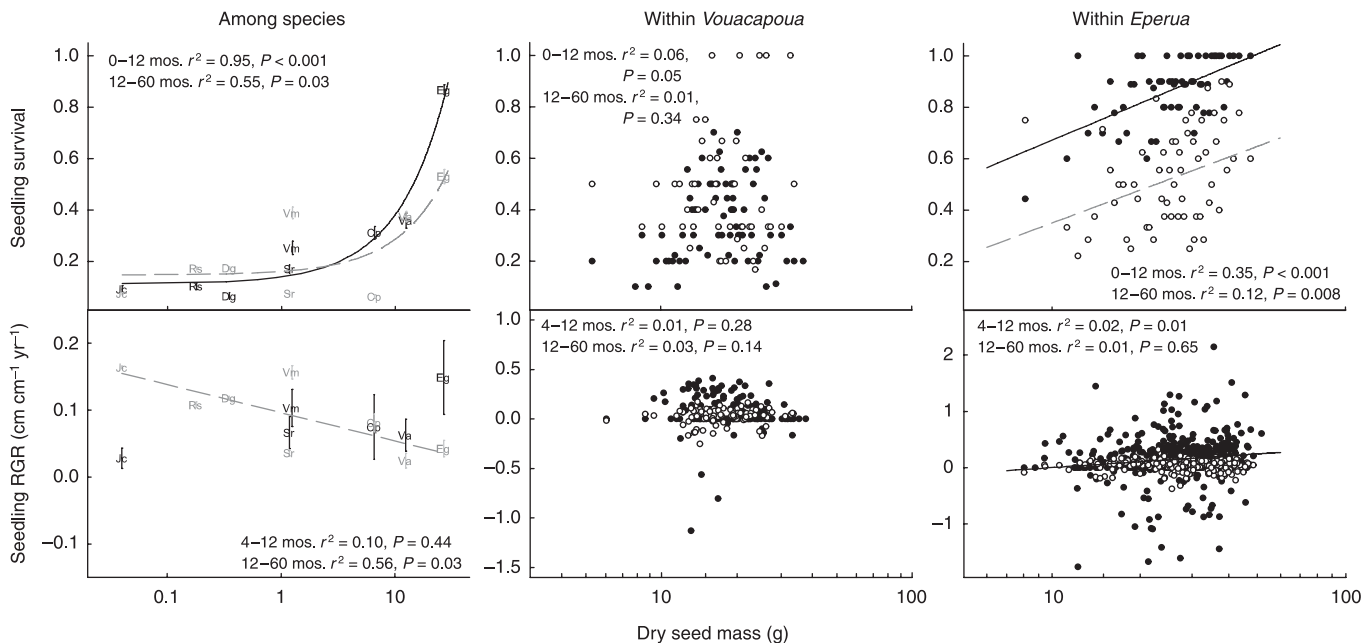 Among species
Within Vouacapoua
Within Eperua
Seedling survival
1.0
0.8
0.6
0.4
0.2
0–12 mos. r² = 0.95, P < 0.001
12–60 mos. r² = 0.55, P = 0.03
Eg
Eg
Vm
Vm
Cp
Va
Va
Rs
Dg
Sr
Jc
Jc
Rs
Dg
Sr
Cp
0–12 mos. r² = 0.06,
P = 0.05
12–60 mos. r² = 0.01,
P = 0.34
0–12 mos. r² = 0.35, P < 0.001
12–60 mos. r² = 0.12, P = 0.008
Seedling RGR (cm cm⁻¹ yr⁻¹)
0.2
0.1
0.0
−0.1
Jc
Vm
Eg
Rs
Dg
Vm
Sr
Sr
Cp
Cp
Va
Va
Eg
Jc
4–12 mos. r² = 0.10, P = 0.44
12–60 mos. r² = 0.56, P = 0.03
0.1
1
10
1.0
0.5
0.0
−0.5
−1.0
−1.5
4–12 mos. r² = 0.01, P = 0.28
12–60 mos. r² = 0.03, P = 0.14
10
100
2
1
0
−1
4–12 mos. r² = 0.02, P = 0.01
12–60 mos. r² = 0.01, P = 0.65
10
100
Dry seed mass (g)